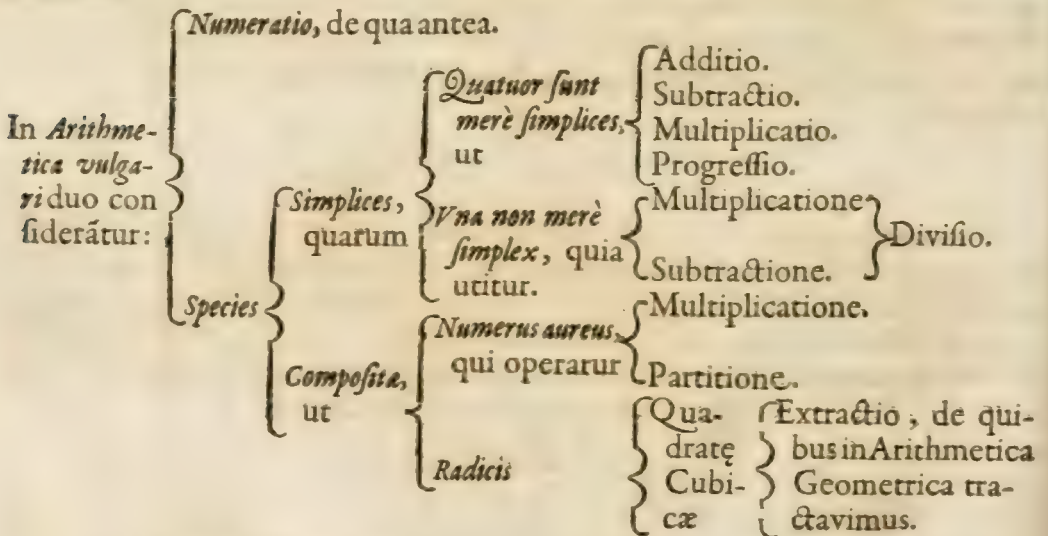 In Arithme-
tica vulga-
ri duo con
siderãtur:
Numeratio, de qua antea.
Species
Simplices,
quarum
Quatuor sunt
merè simplices,
ut
Additio.
Subtractio.
Multiplicatio.
Progressio.
Vna non merè
simplex, quia
utitur.
Multiplicatione
Subtractione.
Divisio.
Compositæ,
ut
Numerus aureus,
qui operatur
Multiplicatione.
Partitione.
Radicis
Qua-
dratę
Cubi-
cæ
Extractio, de qui-
bus in Arithmetica
Geometrica tra-
ctavimus.